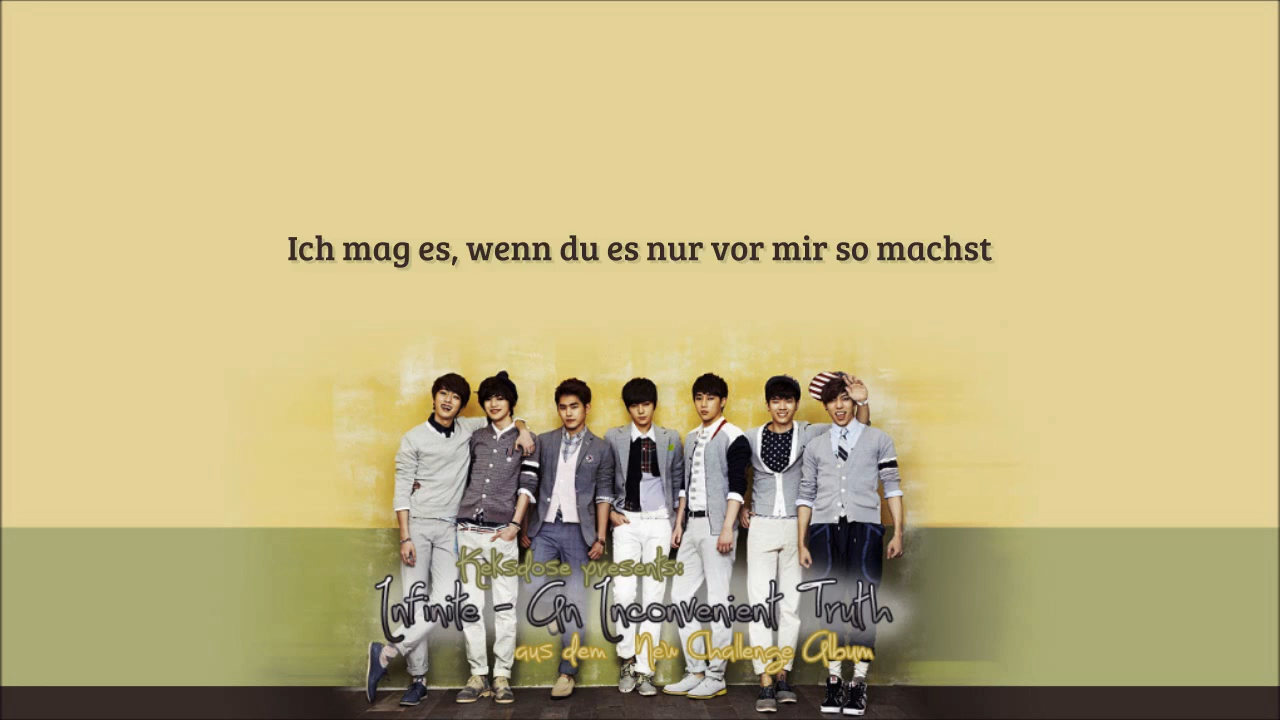 Ich mag es, wenn du es nur vor mir so machst
Keksdose presents:
Infinite - An Inconvenient Truth
aus dem New Challenge Album